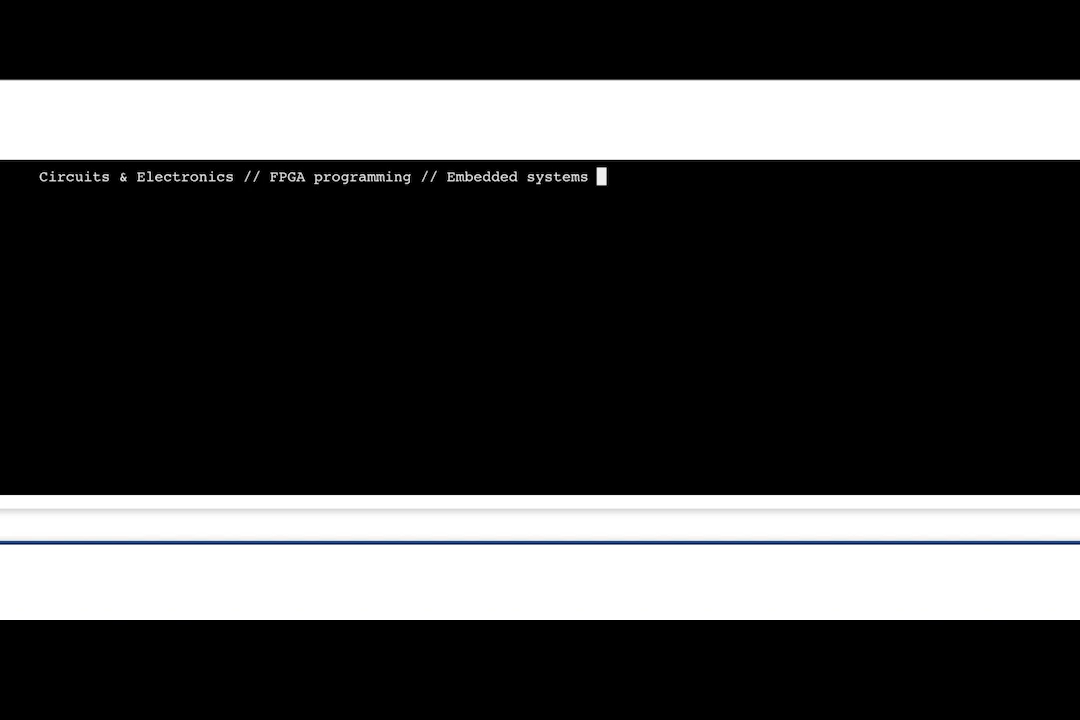 Circuits & Electronics // FPGA programming // Embedded systems